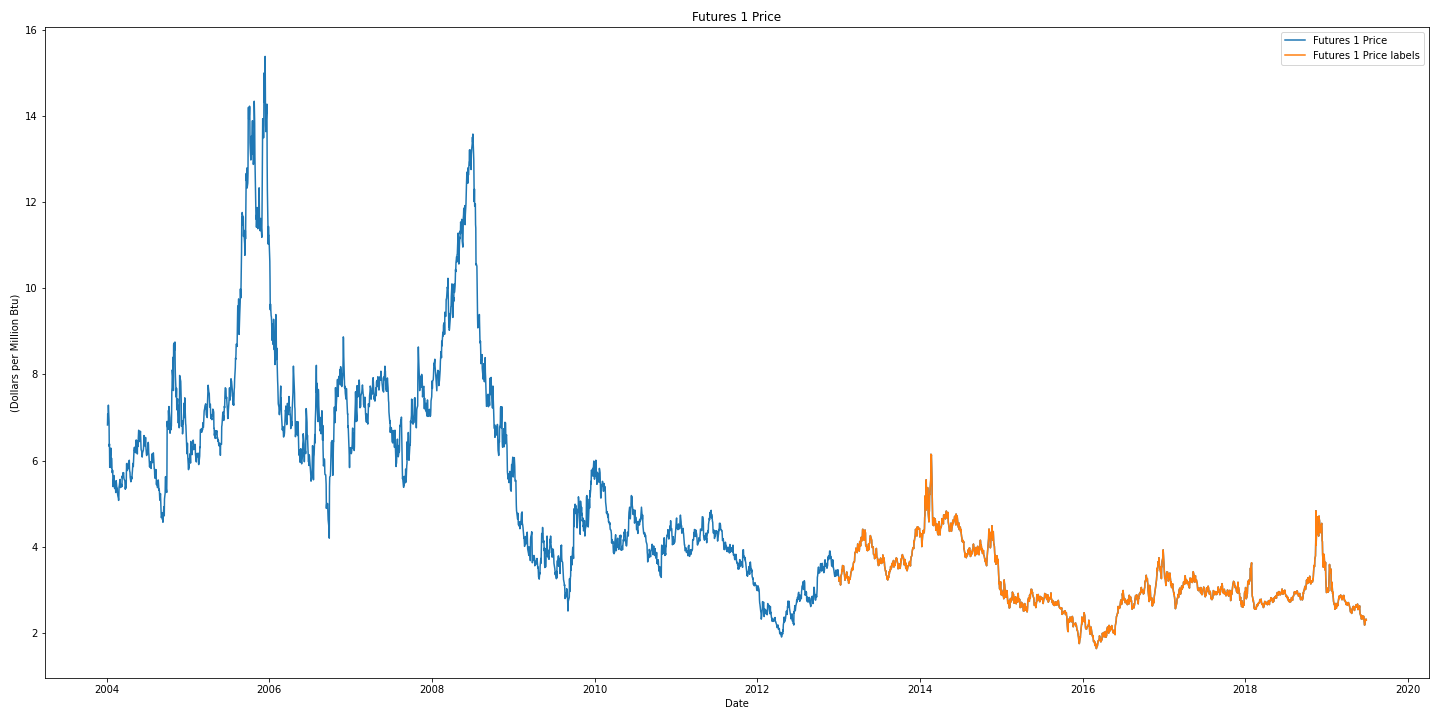 Futures 1 Price
Futures 1 Price
Futures 1 Price labels
16
14
12
10
8
6
4
2
(Dollars per Million Btu)
2004 2006 2008 2010 2012 2014 2016 2018 2020
Date